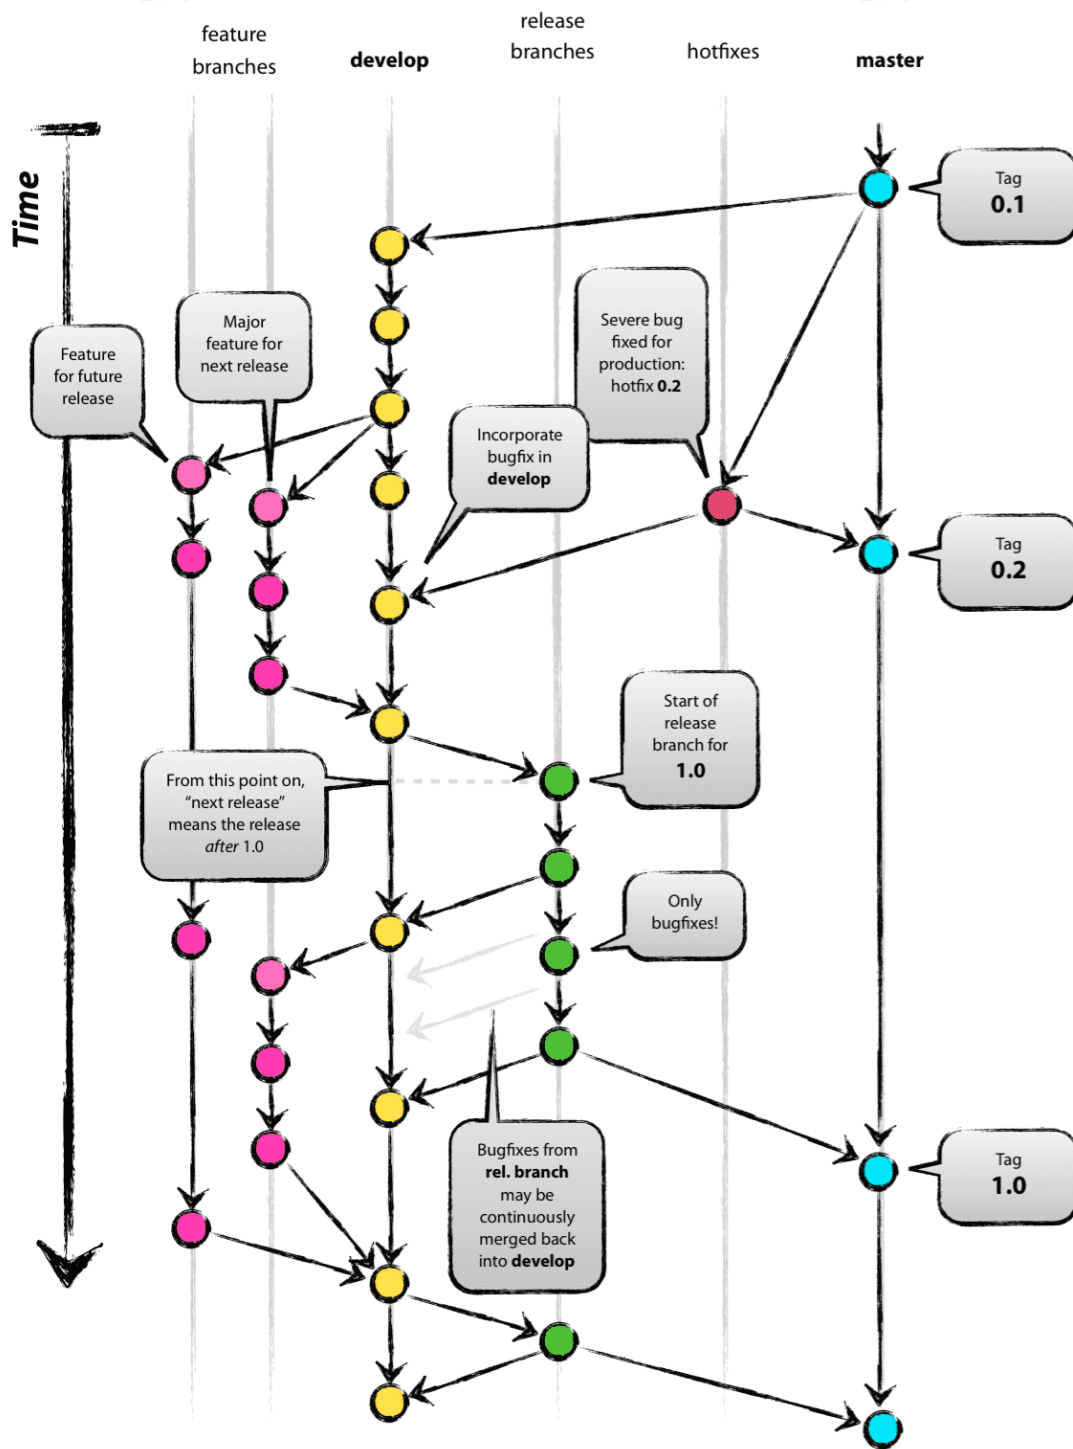 feature
branches
develop
release
branches
hotfixes
master
Time
Tag
0.1
Major
feature for
next release
Feature
for future
release
Severe bug
fixed for
production:
hotfix 0.2
Incorporate
bugfix in
develop
Tag
0.2
Start of
release
branch for
1.0
From this point on,
“next release”
means the release
after 1.0
Only
bugfixes!
Bugfixes from
rel. branch
may be
continuously
merged back
into develop
Tag
1.0